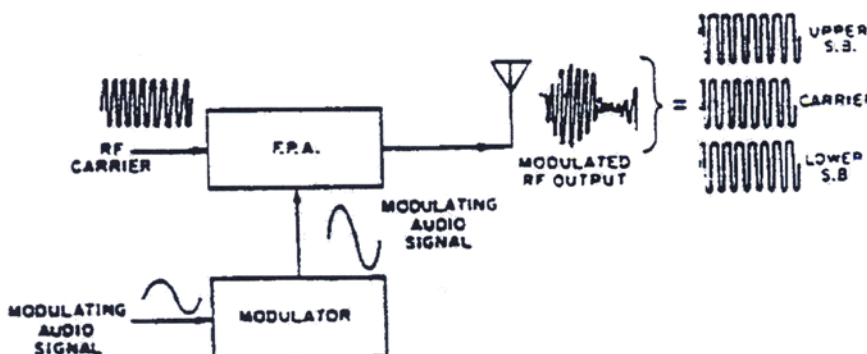 UPPER
S.B.
=
CARRIER
LOWER
S.B
RF
CARRIER
F.P.A.
MODULATED
RF OUTPUT
MODULATING
AUDIO
SIGNAL
MODULATING
AUDIO
SIGNAL
MODULATOR